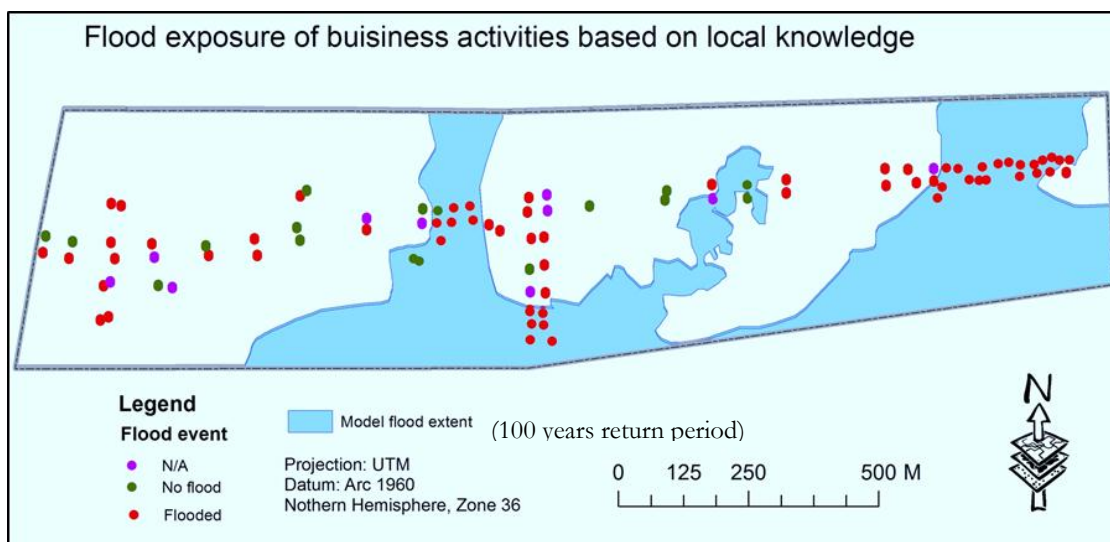 Flood exposure of buisiness activities based on local knowledge
Legend
Flood event
N/A
No flood
Flooded
Model flood extent (100 years return period)
Projection: UTM
Datum: Arc 1960
Nothern Hemisphere, Zone 36
0 125 250 500 M
N